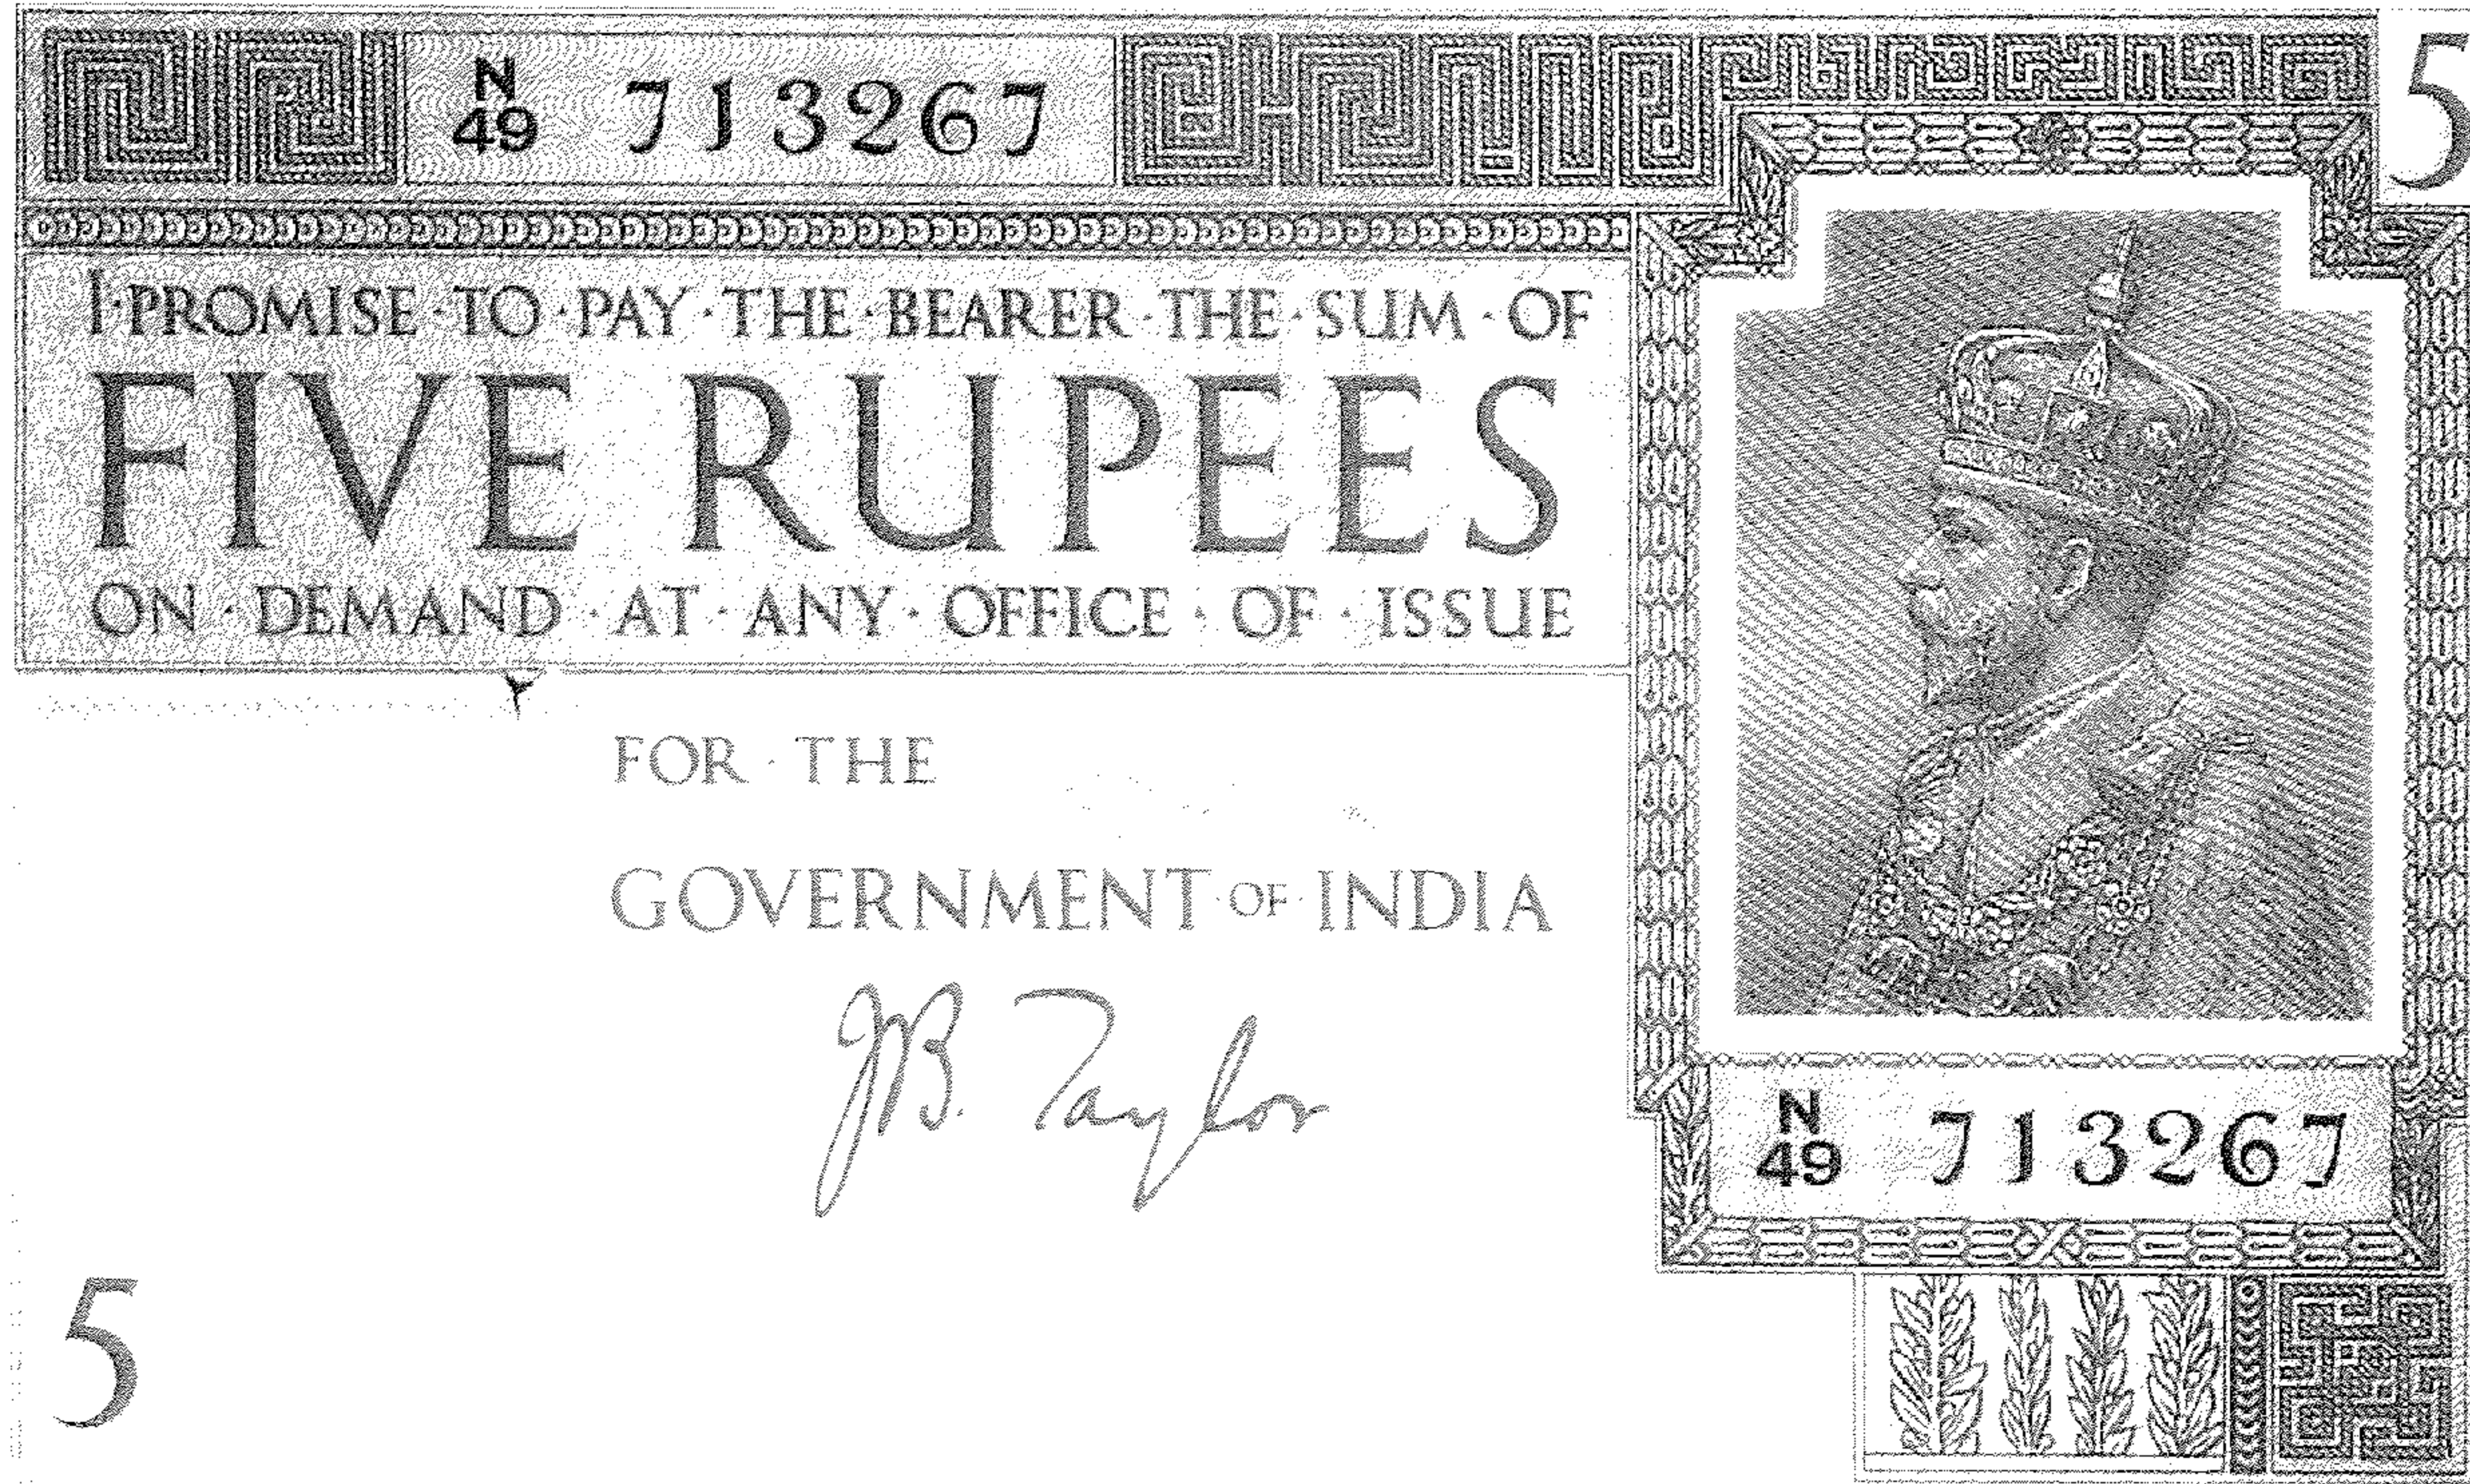 N
49 713267
5
I·PROMISE·TO·PAY·THE·BEARER·THE·SUM·OF
FIVE RUPEES
ON·DEMAND·AT·ANY·OFFICE·OF·ISSUE
FOR·THE
GOVERNMENT·OF·INDIA
JB. Taylor
N
49 713267
5